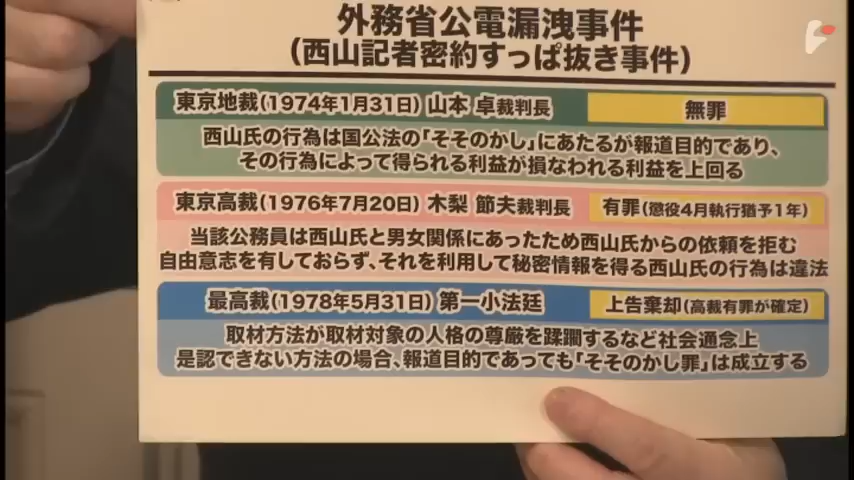 外務省公電漏洩事件
(西山記者密約すっぱ抜き事件)
東京地裁(1974年1月31日) 山本 卓裁判長 無罪
西山氏の行為は国公法の「そそのかし」にあたるが報道目的であり、
その行為によって得られる利益が損なわれる利益を上回る
東京高裁(1976年7月20日) 木梨 節夫裁判長 有罪(懲役4月執行猶予1年)
当該公務員は西山氏と男女関係にあったため西山氏からの依頼を拒む
自由意志を有しておらず、それを利用して秘密情報を得る西山氏の行為は違法
最高裁(1978年5月31日) 第一小法廷 上告棄却(高裁有罪が確定)
取材方法が取材対象の人格の尊厳を蹂躙するなど社会通念上
是認できない方法の場合、報道目的であっても「そそのかし罪」は成立する